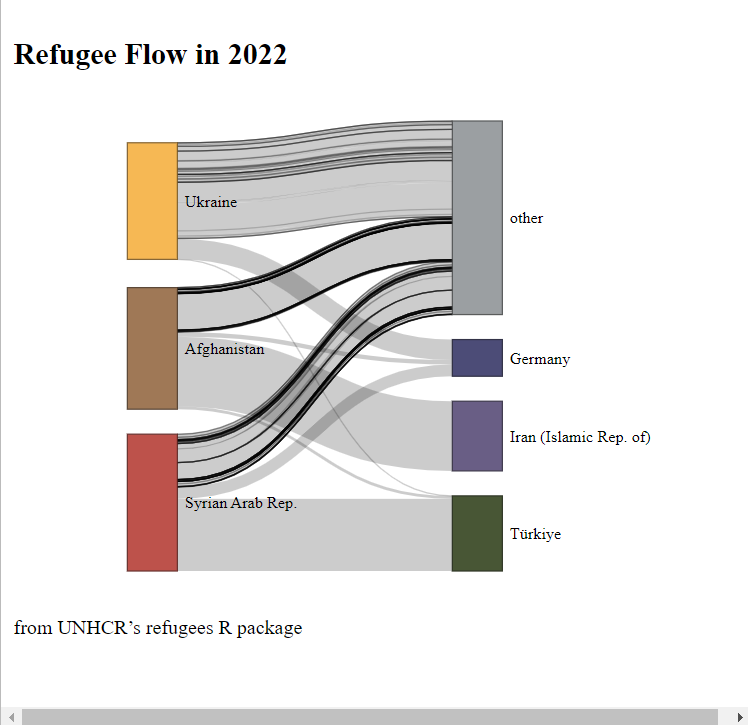 Refugee Flow in 2022
Ukraine
other
Afghanistan
Germany
Iran (Islamic Rep. of)
Syrian Arab Rep.
Türkiye
from UNHCR’s refugees R package